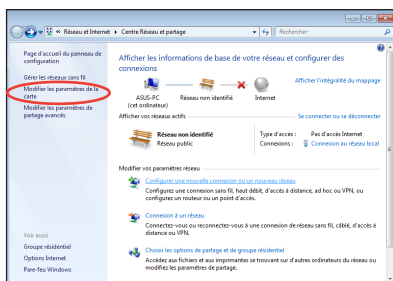 « Réseau et Internet ▸ Centre Réseau et partage
Rechercher
Page d'accueil du panneau de
configuration
Gérer les réseaux sans fil
Modifier les paramètres de la
carte
Modifier les paramètres de
partage avancés
Voir aussi
Groupe résidentiel
Options Internet
Pare-feu Windows
Afficher les informations de base de votre réseau et configurer des
connexions
Afficher l'intégralité du mappage
ASUS-PC
(cet ordinateur)
Réseau non identifié
Internet
Afficher vos réseaux actifs
Se connecter ou se déconnecter
Réseau non identifié
Réseau public
Type d'accès : Pas d'accès Internet
Connexions : Connexion au réseau local
Modifier vos paramètres réseau
Configurer une nouvelle connexion ou un nouveau réseau
Configurez une connexion sans fil, haut débit, d'accès à distance, ad hoc ou VPN, ou
configurez un routeur ou un point d'accès.
Connexion à un réseau
Connectez-vous ou reconnectez-vous à une connexion de réseau sans fil, câblé, d'accès à
distance ou VPN.
Choisir les options de partage et de groupe résidentiel
Accédez aux fichiers et aux imprimantes se trouvant sur d'autres ordinateurs du réseau ou
modifiez les paramètres de partage.